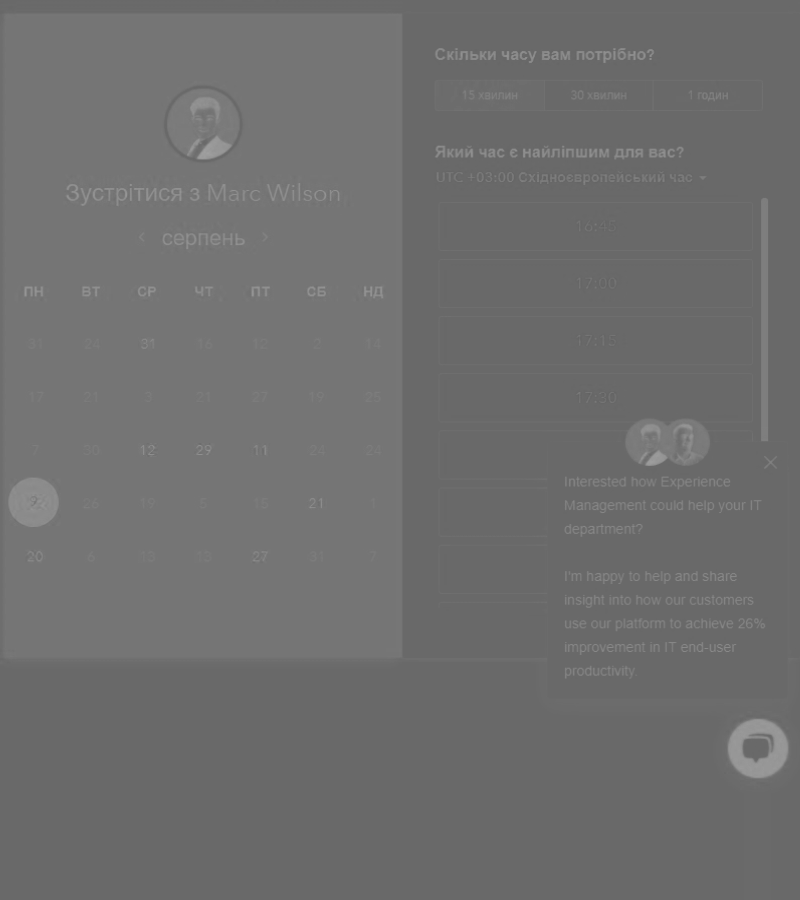 Зустрітися з Marc Wilson
серпень
ПН ВТ СР ЧТ ПТ СБ НД
31 24 31 16 12 2 14
17 21 3 21 27 19 25
7 30 12 29 11 24 24
26 19 5 15 21 1
20 6 27 31 7
Скільки часу вам потрібно?
15 хвилин 30 хвилин 1 годин
Який час є найліпшим для вас?
UTC +03:00 Східноєвропейський час
16:45
17:00
17:15
17:30
Interested how Experience
Management could help your IT
department?
I'm happy to help and share
insight into how our customers
use our platform to achieve 26%
improvement in IT end-user
productivity.